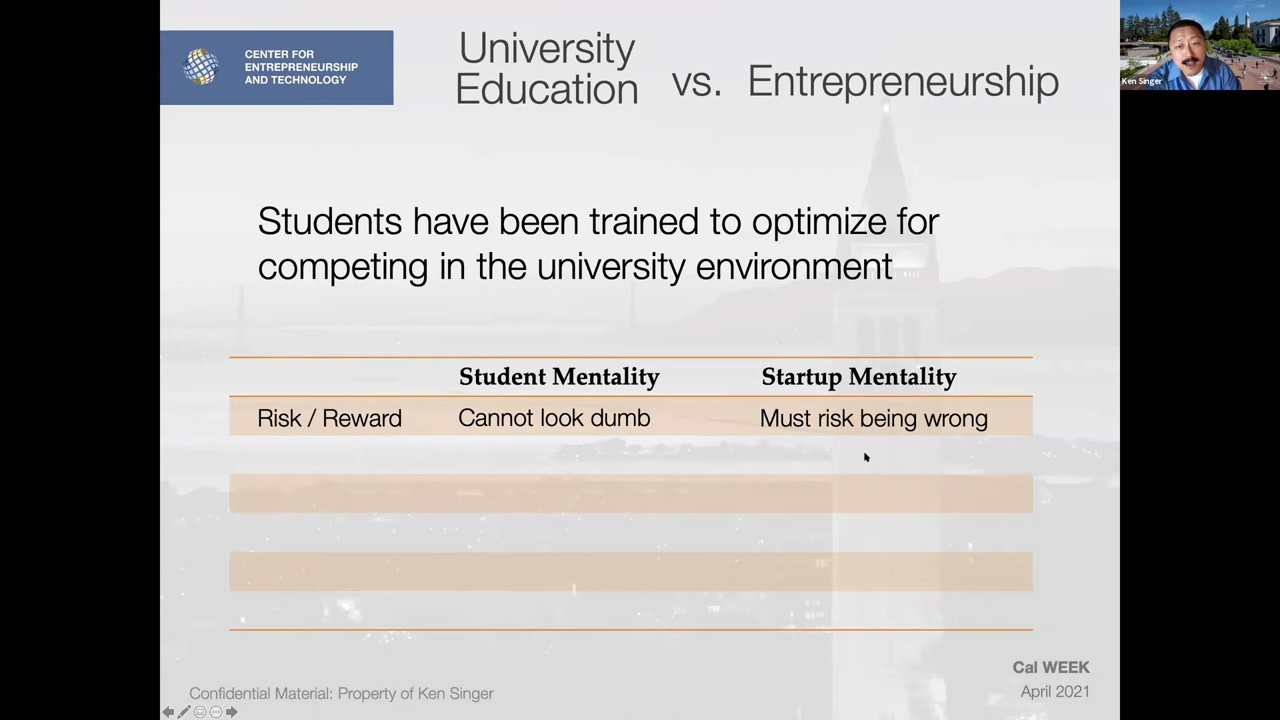 CENTER FOR
ENTREPRENEURSHIP
AND TECHNOLOGY
University
Education
vs. Entrepreneurship
Ken Singer
Students have been trained to optimize for
competing in the university environment
Student Mentality Startup Mentality
Risk / Reward Cannot look dumb Must risk being wrong
Cal WEEK
April 2021
Confidential Material: Property of Ken Singer